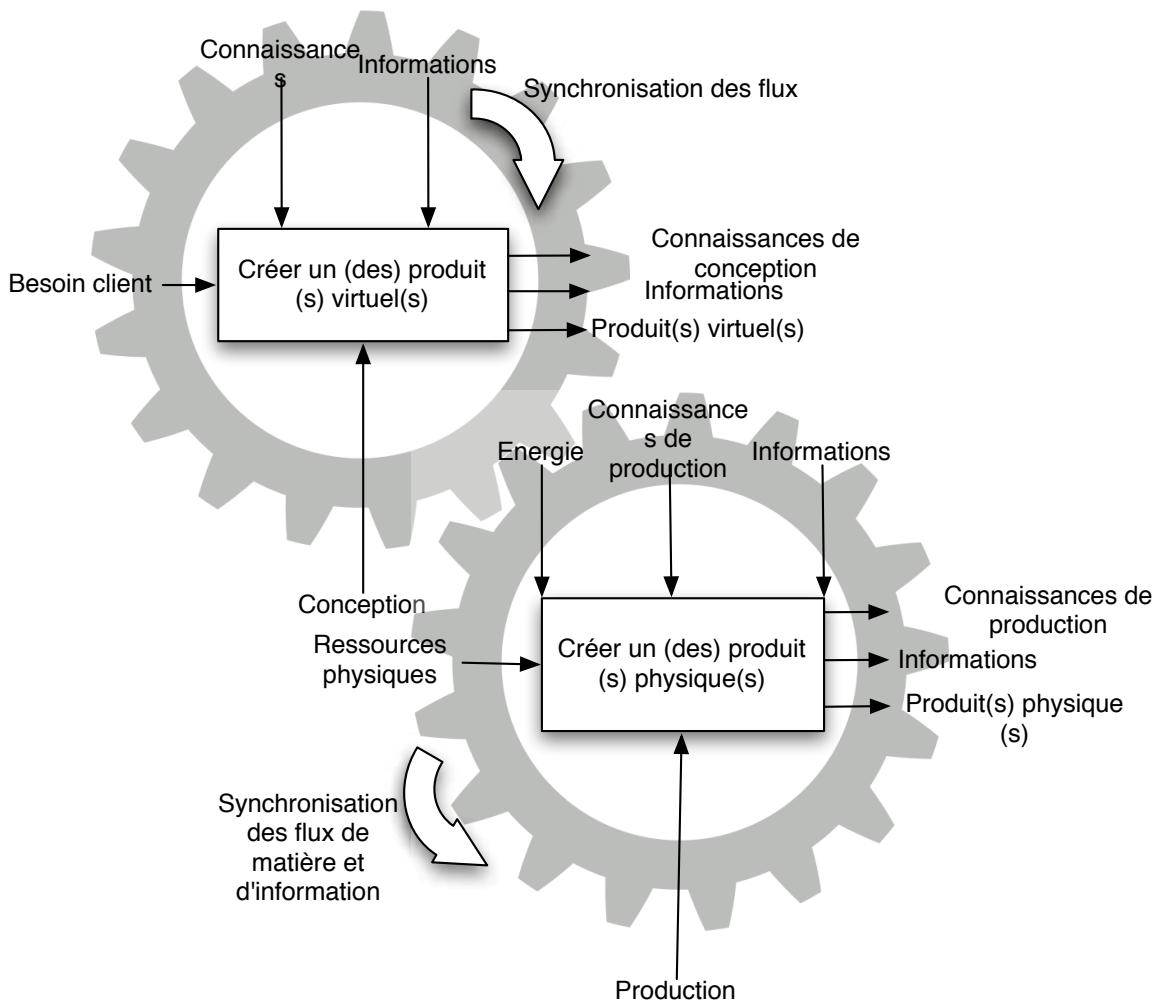 Connaissance
s
Informations
Synchronisation des flux
Besoin client
Créer un (des) produit
(s) virtuel(s)
Connaissances de
conception
Informations
Produit(s) virtuel(s)
Conception
Energie
Connaissance
s de
production
Informations
Ressources
physiques
Créer un (des) produit
(s) physique(s)
Connaissances de
production
Informations
Produit(s) physique
(s)
Synchronisation
des flux de
matière et
d'information
Production